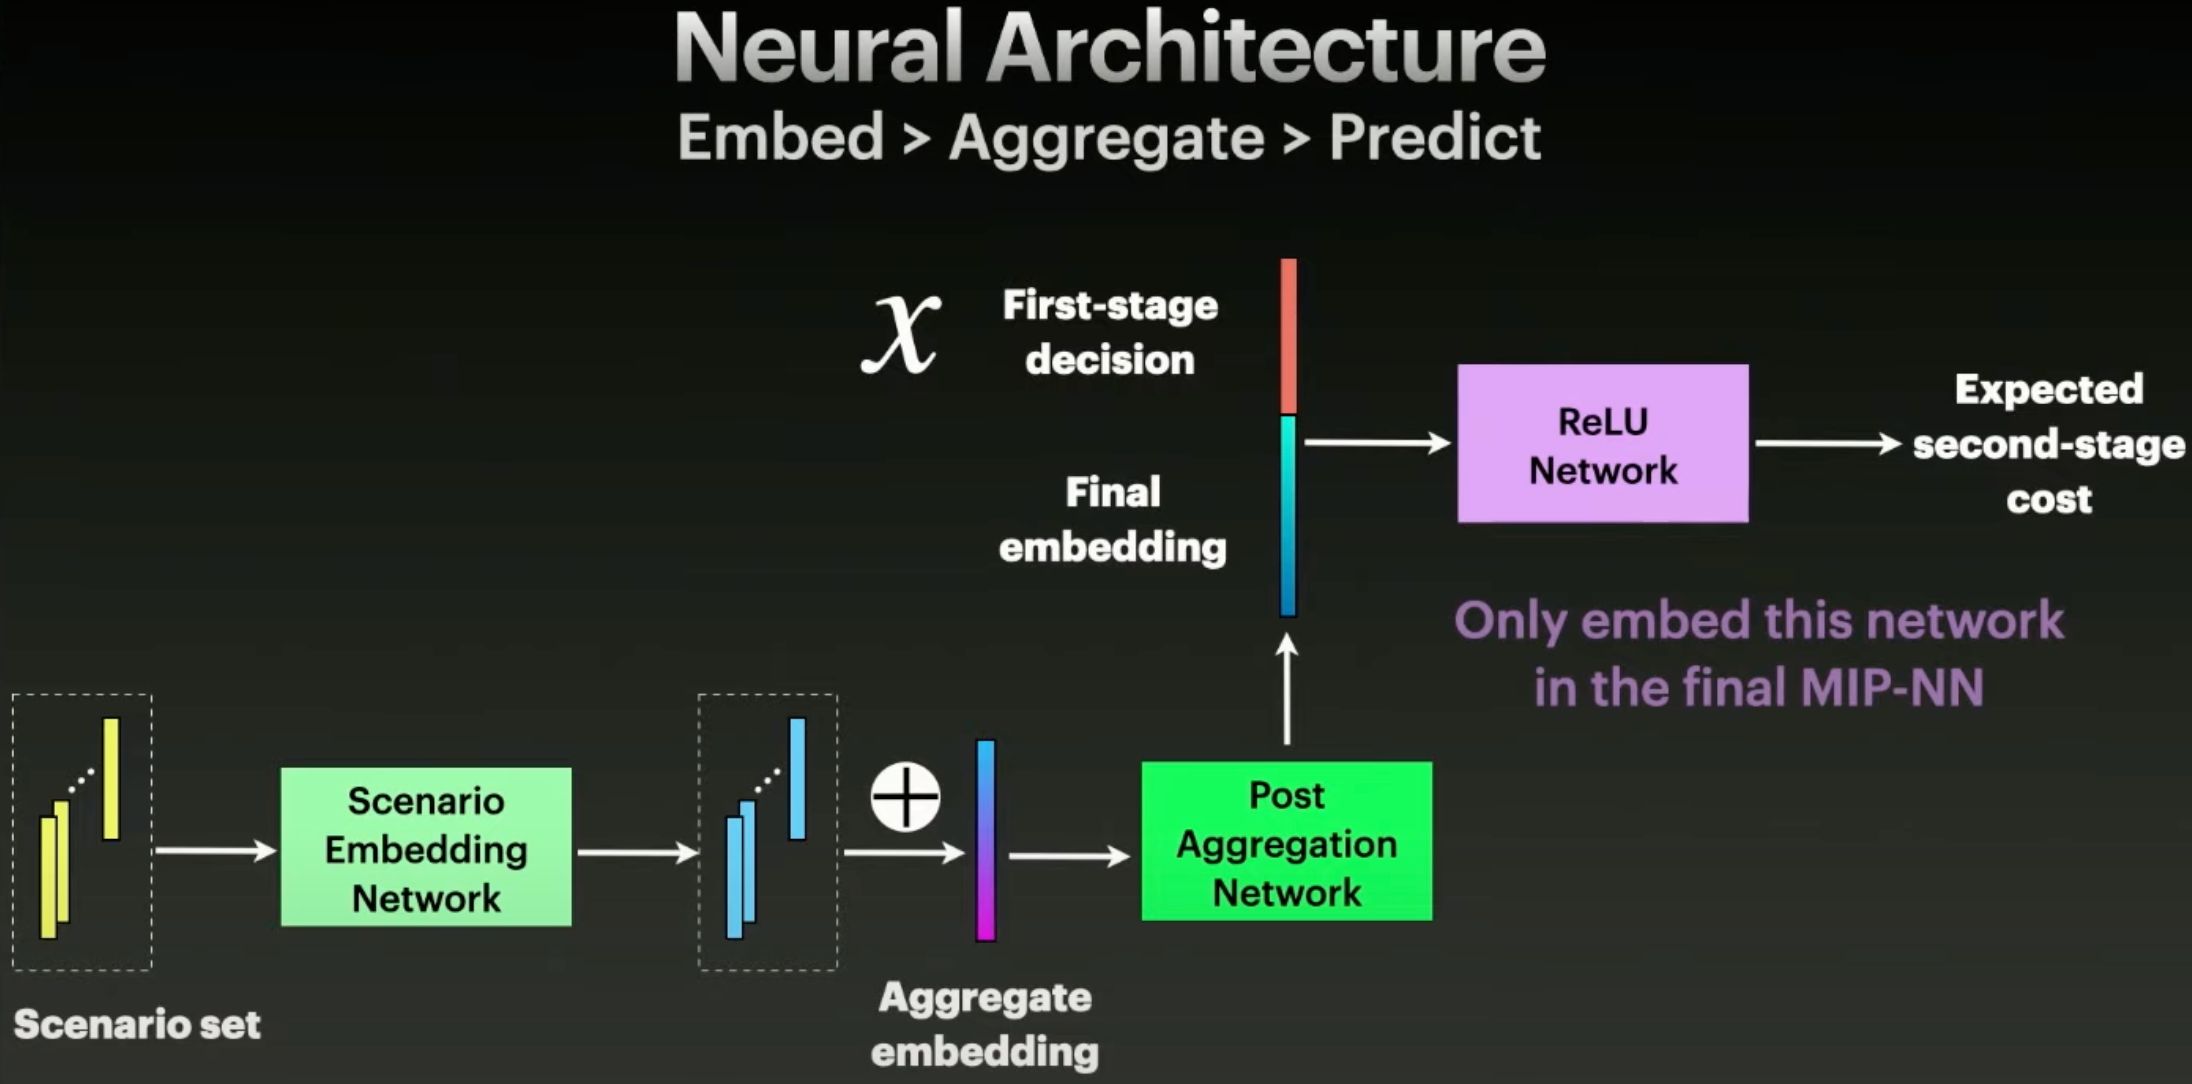 Neural Architecture
Embed > Aggregate > Predict
x
First-stage
decision
Final
embedding
ReLU
Network
Expected
second-stage
cost
Only embed this network
in the final MIP-NN
Scenario
Embedding
Network
Post
Aggregation
Network
Scenario set
Aggregate
embedding